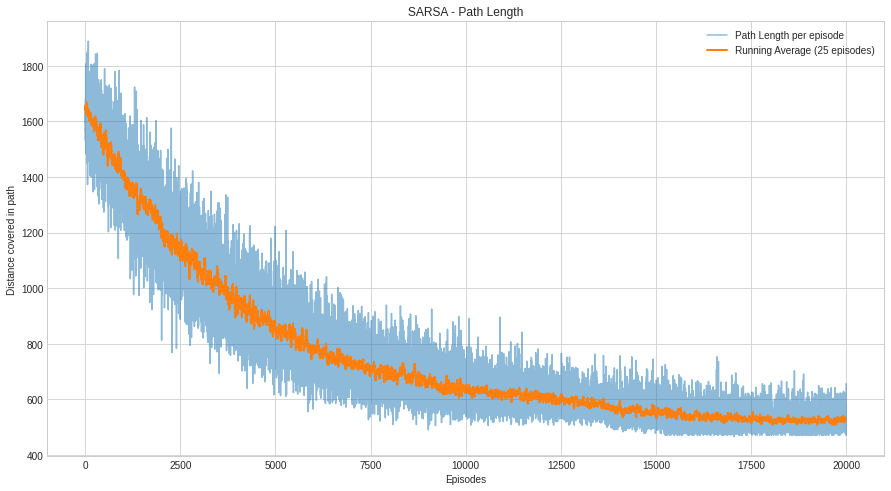 SARSA - Path Length
Path Length per episode
Running Average (25 episodes)
Distance covered in path
1800
1600
1400
1200
1000
800
600
400
0 2500 5000 7500 10000 12500 15000 17500 20000
Episodes